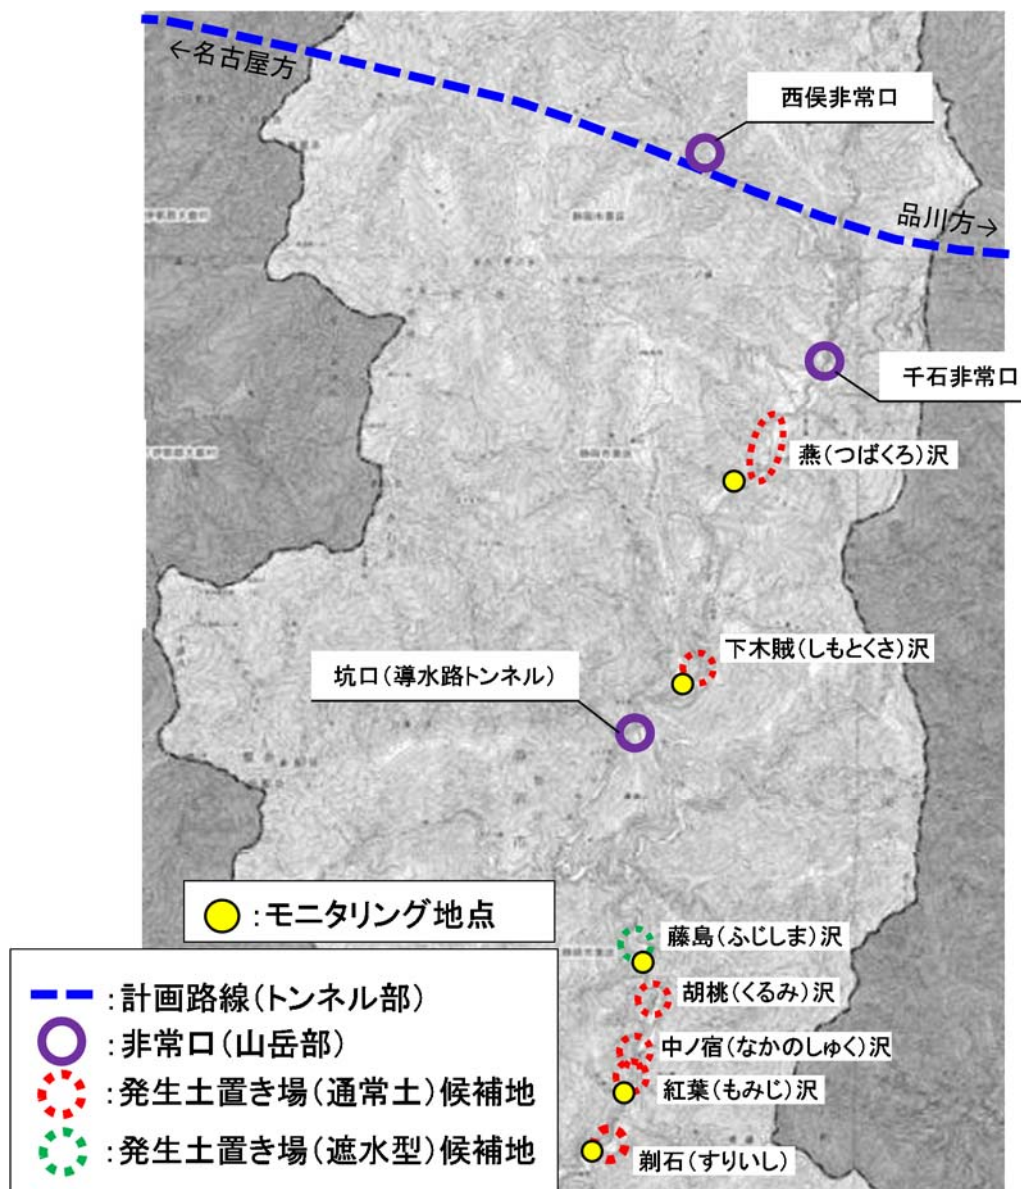 ←名古屋方
西俣非常口
品川方→
千石非常口
燕(つばくろ)沢
下木賊(しもとくさ)沢
坑口(導水路トンネル)
:モニタリング地点
藤島(ふじしま)沢
胡桃(くるみ)沢
中ノ宿(なかのしゅく)沢
紅葉(もみじ)沢
剃石(すりいし)
:計画路線(トンネル部)
:非常口(山岳部)
:発生土置き場(通常土)候補地
:発生土置き場(遮水型)候補地